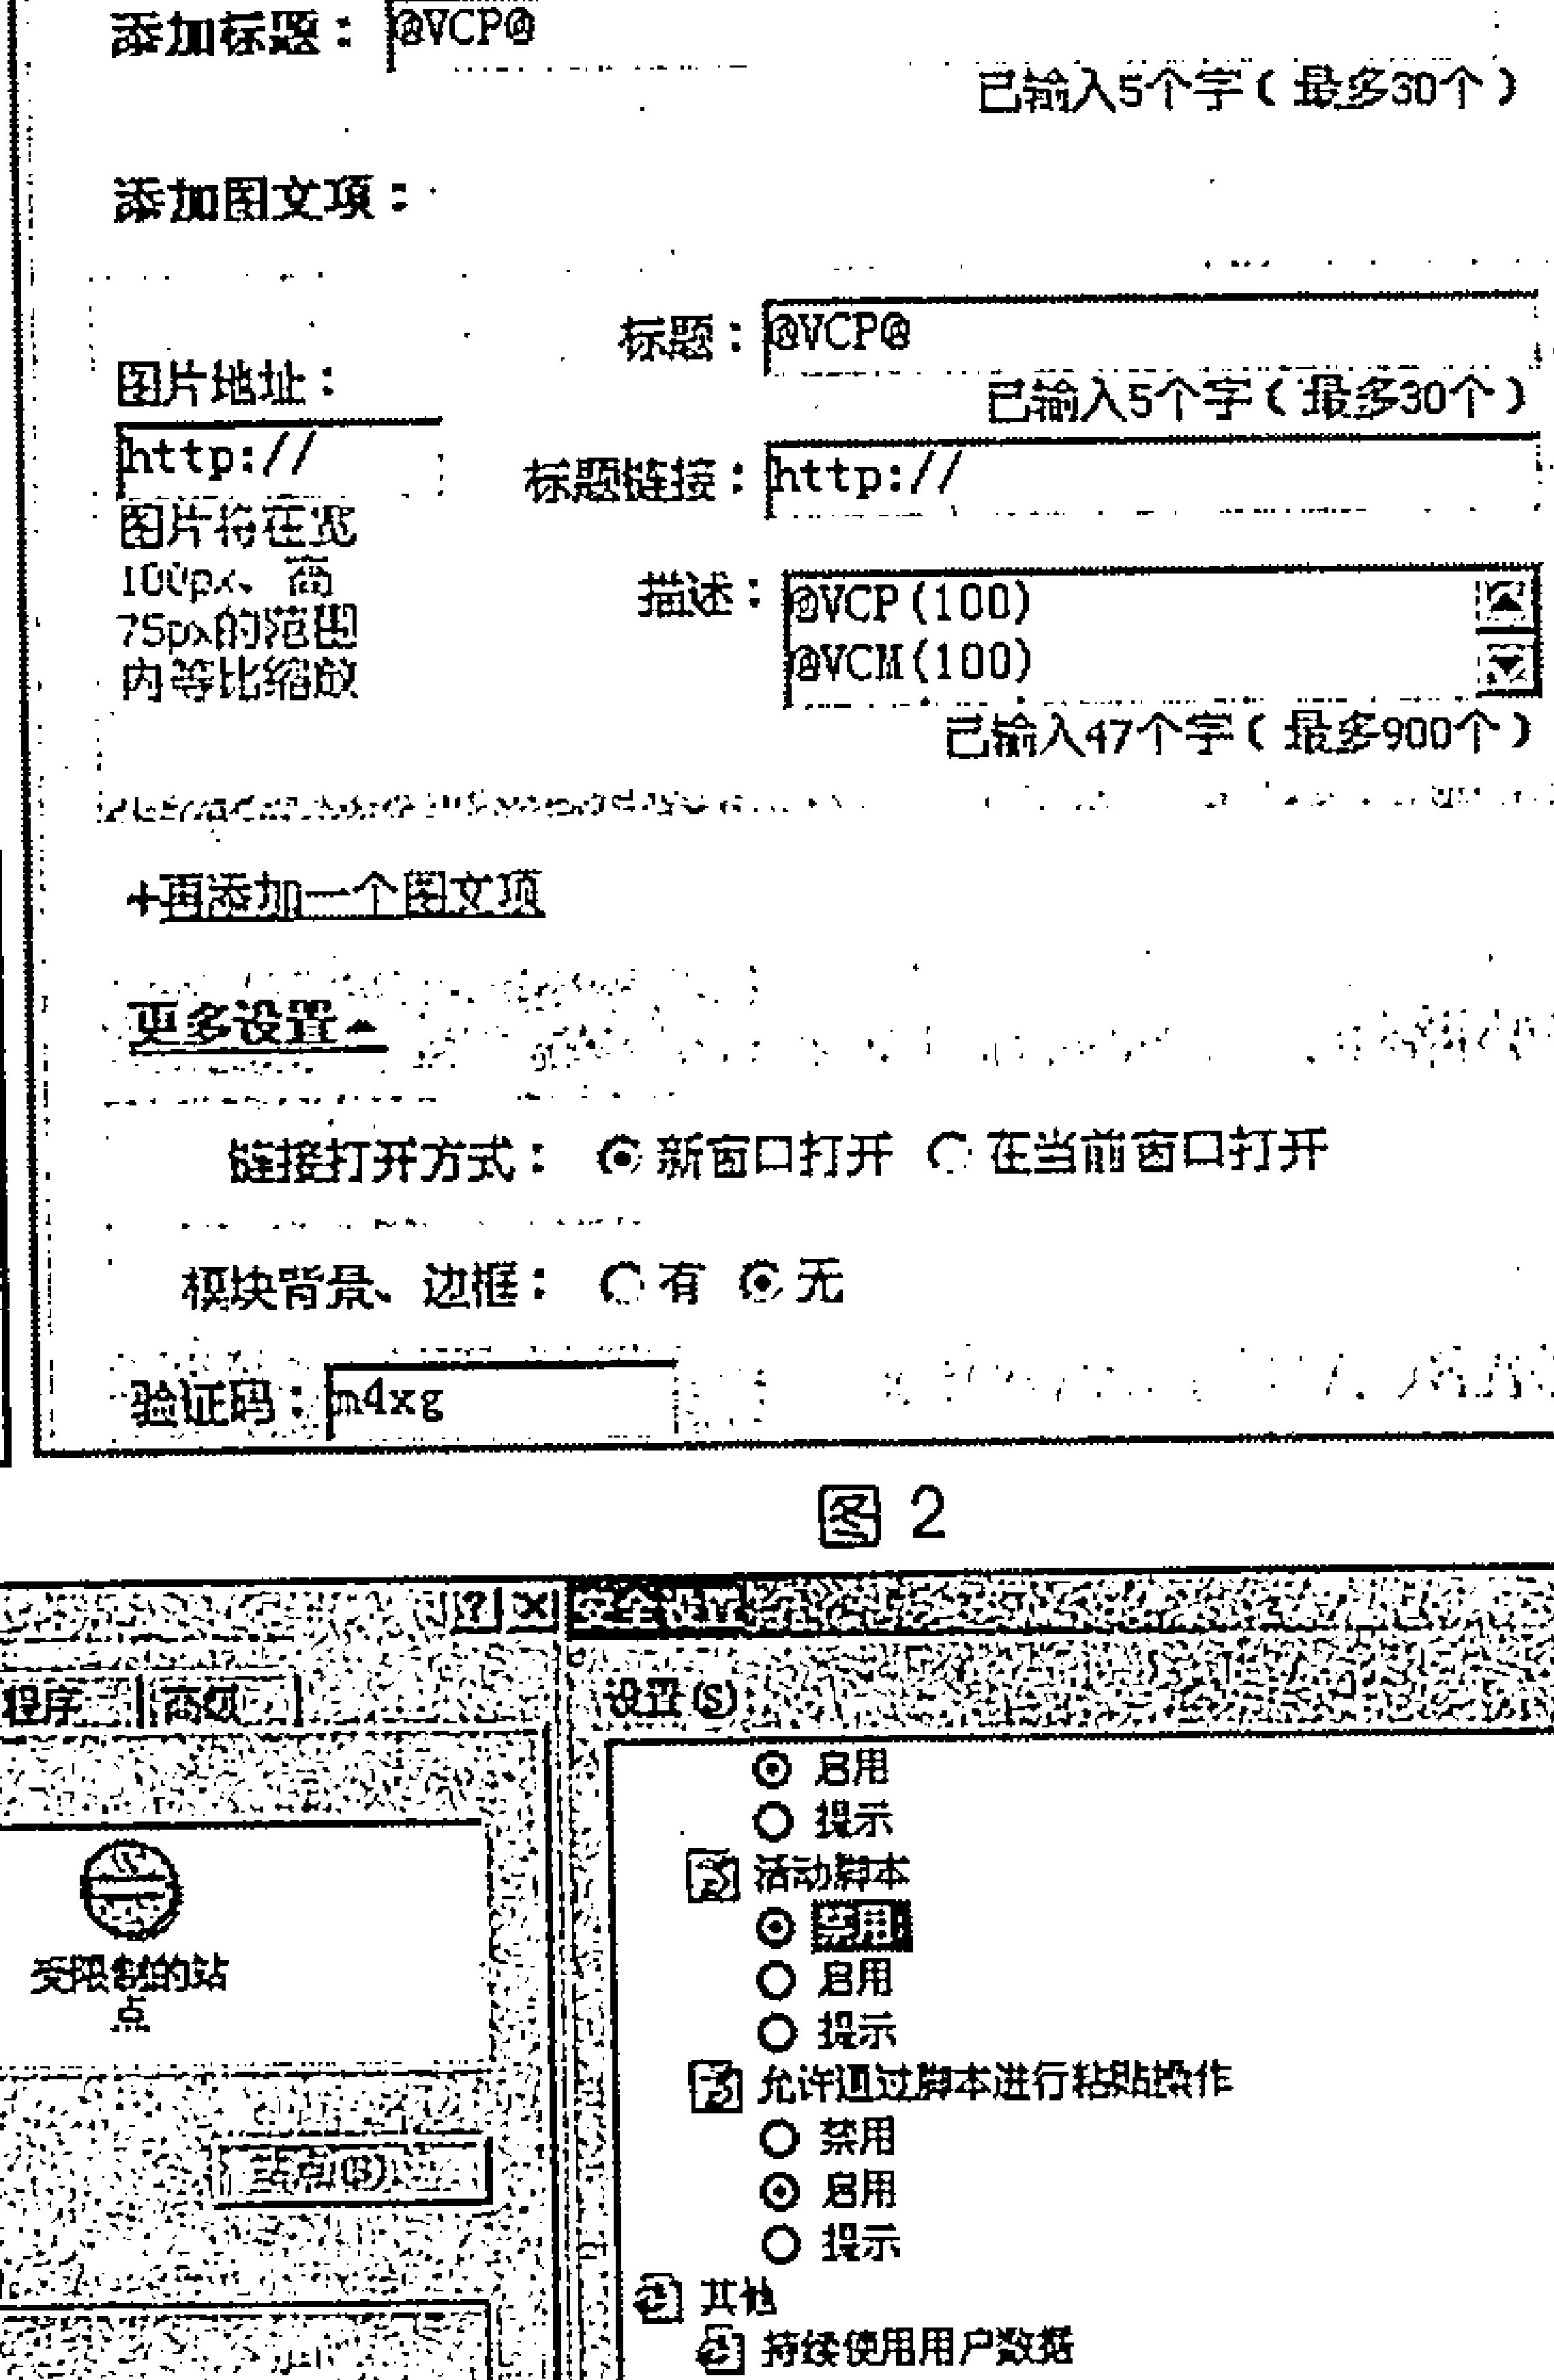 添加标题： @VCP@
已输入5个字（最多30个）
添加图文项：
标题： @VCP@
已输入5个字（最多30个）
图片地址：
http://
标题链接： http://
图片将在宽
100px、高
75px的范围
内等比缩放
描述： @VCP(100)
@VCM(100)
已输入47个字（最多900个）
+再添加一个图文项
更多设置
链接打开方式： 新窗口打开 在当前窗口打开
模块背景、边框： 有 无
验证码： m4xg
图 2
程序 高级
受限制的站
点
站点(S)
安全设置
设置(S)
启用
提示
活动脚本
禁用
启用
提示
允许通过脚本进行粘贴操作
禁用
启用
提示
其他
持续使用用户数据